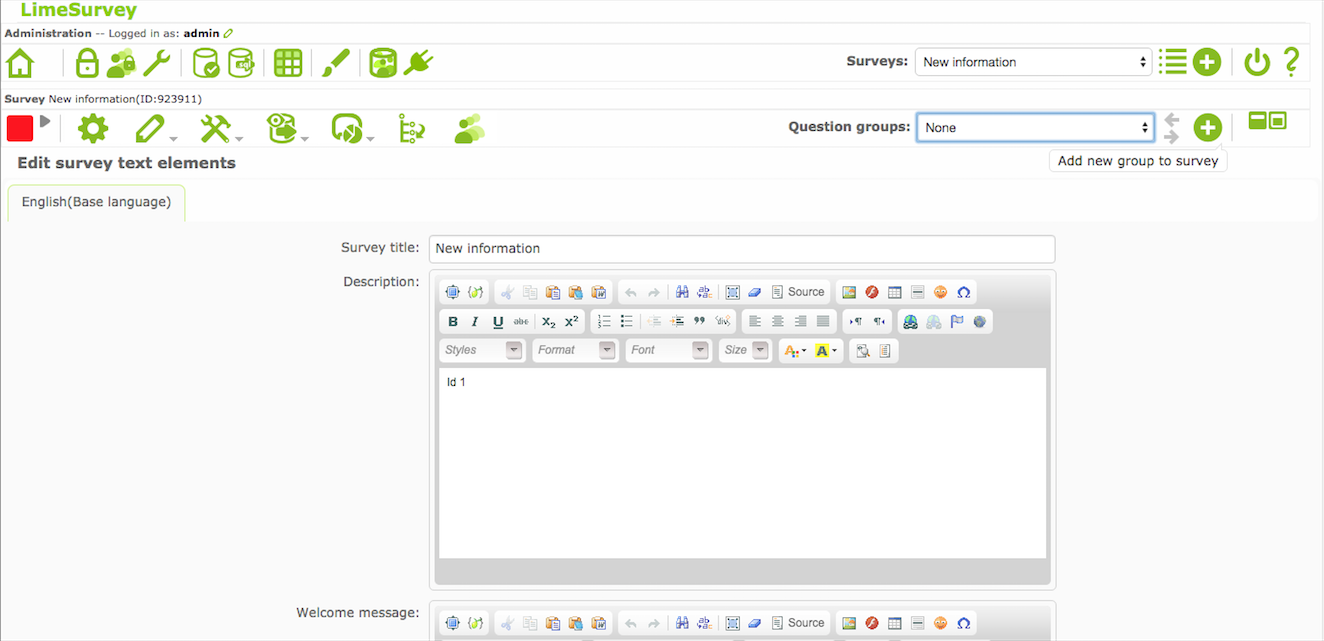 LimeSurvey
Administration -- Logged in as: admin
Surveys: New information
Survey New information(ID:923911)
Question groups: None
Add new group to survey
Edit survey text elements
English(Base language)
Survey title: New information
Description:
Source
B I U abc X2 X²
Styles Format Font Size A A
Id 1
Welcome message:
Source